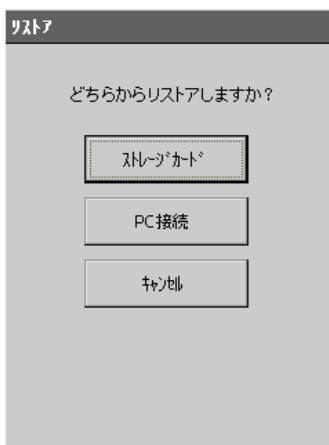 ﾘｽﾄｱ
どちらからリストアしますか？
ｽﾄﾚｰｼﾞｶｰﾄﾞ
PC接続
ｷｬﾝｾﾙ